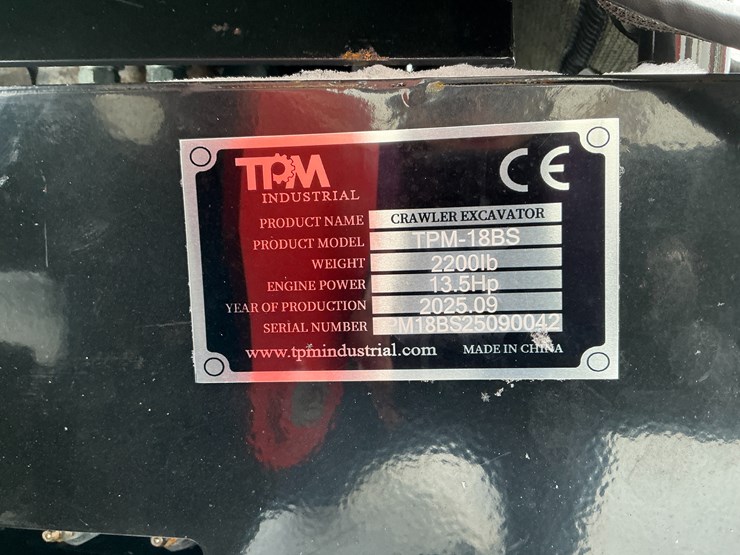 TPM
INDUSTRIAL
CE
PRODUCT NAME CRAWLER EXCAVATOR
PRODUCT MODEL TPM-18BS
WEIGHT 2200lb
ENGINE POWER 13.5Hp
YEAR OF PRODUCTION 2025.09
SERIAL NUMBER PM18BS25090042
www.tpmindustrial.com MADE IN CHINA